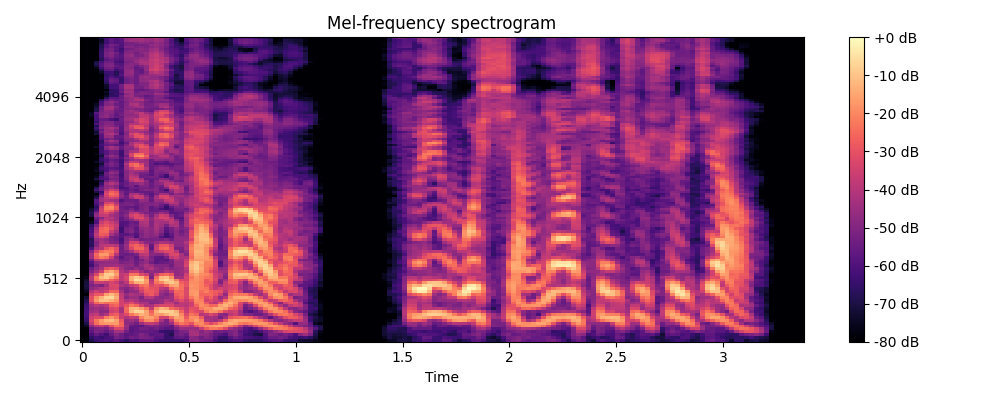 Mel-frequency spectrogram
Hz
4096
2048
1024
512
0
0
0.5
1
1.5
2
2.5
3
Time
+0 dB
-10 dB
-20 dB
-30 dB
-40 dB
-50 dB
-60 dB
-70 dB
-80 dB